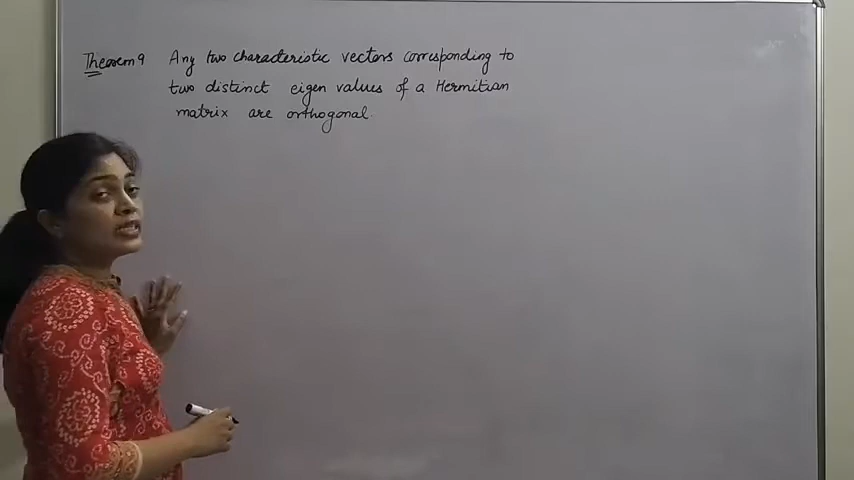 Theorem 9 Any two characteristic vectors corresponding to
two distinct eigen values of a Hermitian
matrix are orthogonal.